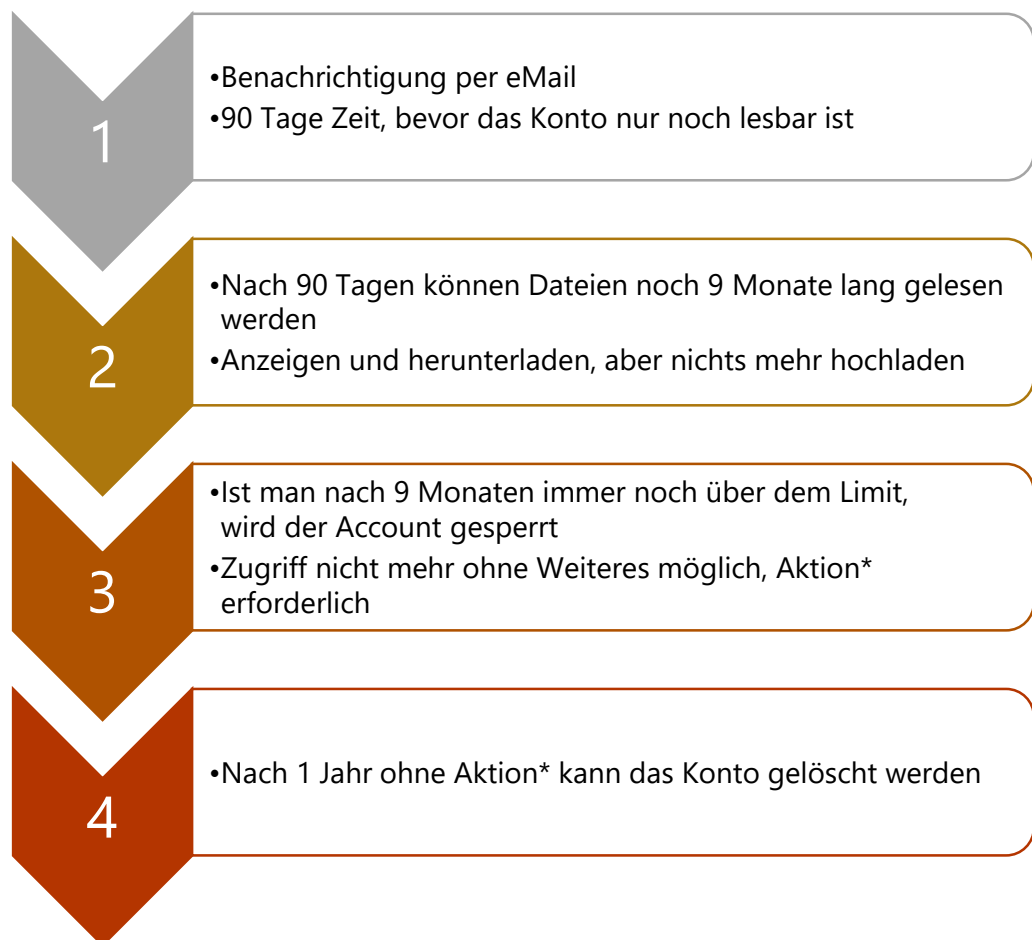 1
•Benachrichtigung per eMail
•90 Tage Zeit, bevor das Konto nur noch lesbar ist
2
•Nach 90 Tagen können Dateien noch 9 Monate lang gelesen
werden
•Anzeigen und herunterladen, aber nichts mehr hochladen
3
•Ist man nach 9 Monaten immer noch über dem Limit,
wird der Account gesperrt
•Zugriff nicht mehr ohne Weiteres möglich, Aktion*
erforderlich
4
•Nach 1 Jahr ohne Aktion* kann das Konto gelöscht werden